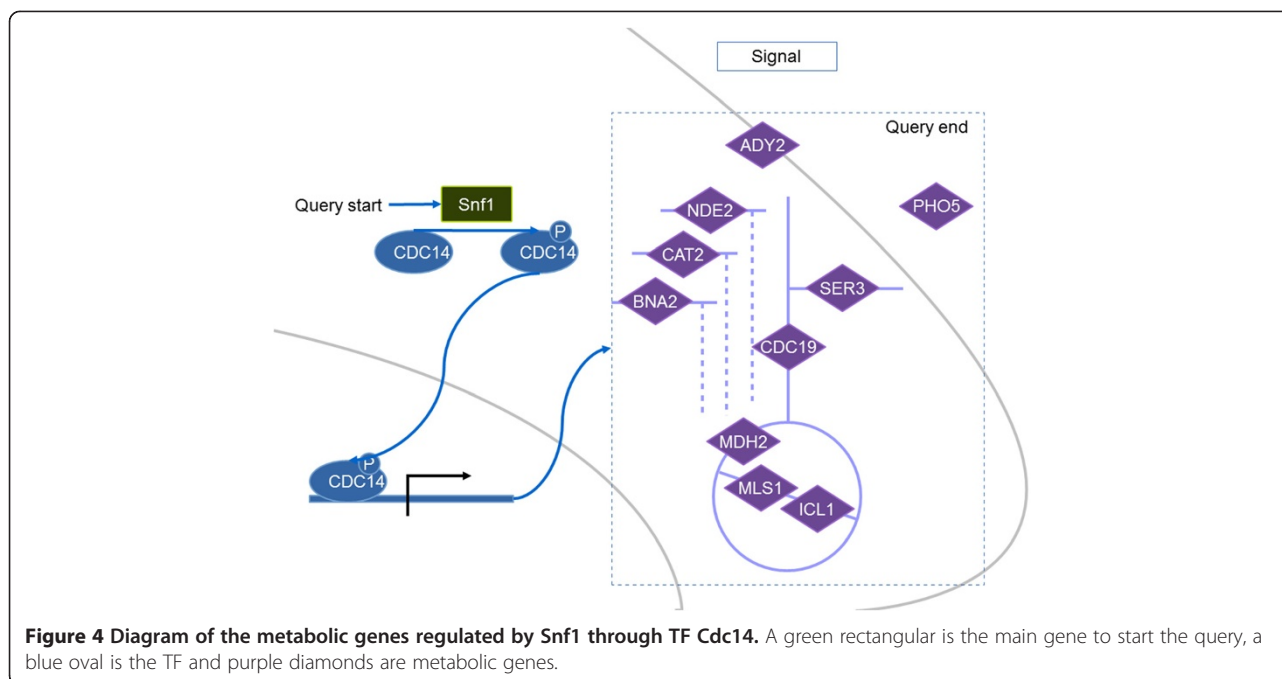 Signal
Query end
ADY2
Query start
Snf1
NDE2
PHO5
P
CDC14
CDC14
CAT2
SER3
BNA2
CDC19
MDH2
P
CDC14
MLS1
ICL1
Figure 4 Diagram of the metabolic genes regulated by Snf1 through TF Cdc14. A green rectangular is the main gene to start the query, a
blue oval is the TF and purple diamonds are metabolic genes.